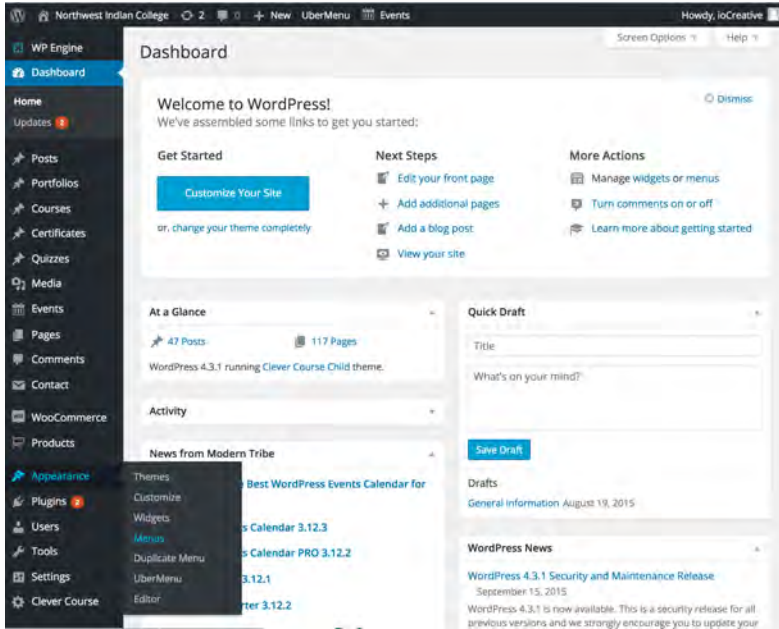 Northwest Indian College 2 0 + New UberMenu Events Howdy, ioCreative
WP Engine
Dashboard
Home
Updates 2
Posts
Portfolios
Courses
Certificates
Quizzes
Media
Events
Pages
Comments
Contact
WooCommerce
Products
Appearance
Plugins 2
Users
Tools
Settings
Clever Course
Themes
Customize
Widgets
Menus
Duplicate Menu
UberMenu
Editor
Screen Options
Help
Dashboard
Welcome to WordPress!
We've assembled some links to get you started:
Dismiss
Get Started
Customize Your Site
or, change your theme completely
Next Steps
Edit your front page
Add additional pages
Add a blog post
View your site
More Actions
Manage widgets or menus
Turn comments on or off
Learn more about getting started
At a Glance
47 Posts
117 Pages
WordPress 4.3.1 running Clever Course Child theme.
Activity
News from Modern Tribe
Best WordPress Events Calendar for
Calendar 3.12.3
Calendar PRO 3.12.2
3.12.1
3.12.2
Quick Draft
Title
What's on your mind?
Save Draft
Drafts
General Information August 19, 2015
WordPress News
WordPress 4.3.1 Security and Maintenance Release
September 15, 2015
WordPress 4.3.1 is now available. This is a security release for all
previous versions and we strongly encourage you to update your